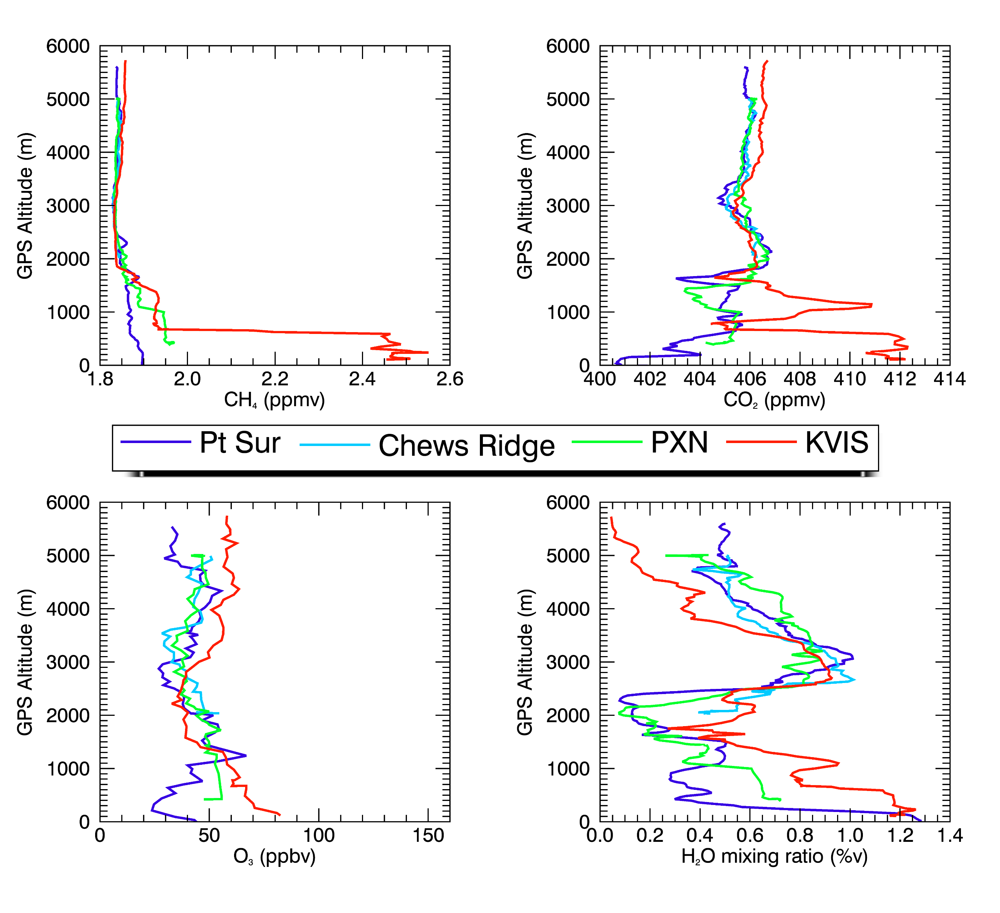 6000 6000
5000 5000
4000 4000
3000 3000
2000 2000
1000 1000
0 0
GPS Altitude (m) GPS Altitude (m)
1.8 2.0 2.2 2.4 2.6 400 402 404 406 408 410 412 414
CH₄ (ppmv) CO₂ (ppmv)
Pt Sur Chews Ridge PXN KVIS
6000 6000
5000 5000
4000 4000
3000 3000
2000 2000
1000 1000
0 0
GPS Altitude (m) GPS Altitude (m)
0 50 100 150 0.0 0.2 0.4 0.6 0.8 1.0 1.2 1.4
O₃ (ppbv) H₂O mixing ratio (%v)